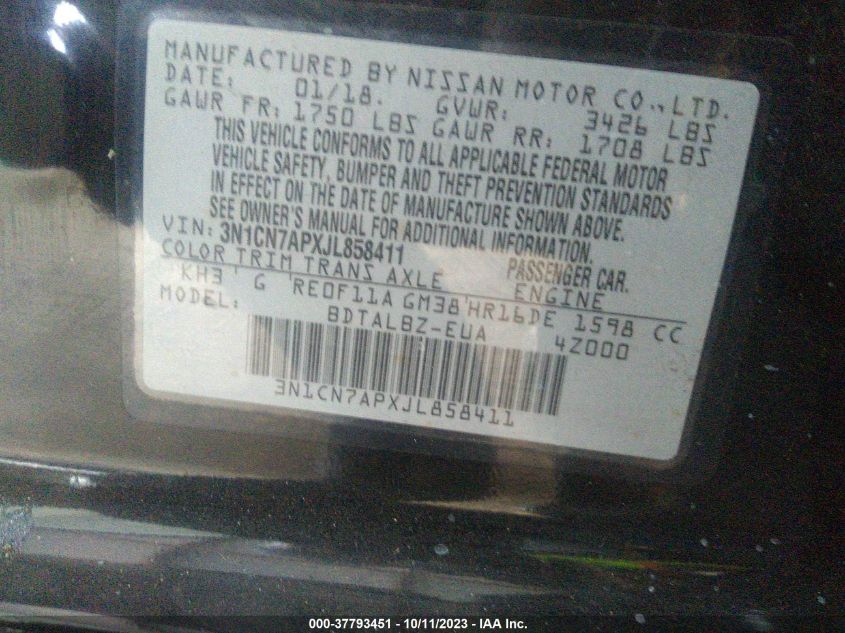 MANUFACTURED BY NISSAN MOTOR CO.,LTD.
DATE: 01/18. GVWR: 3426 LBS
GAWR FR: 1750 LBS GAWR RR: 1708 LBS
THIS VEHICLE CONFORMS TO ALL APPLICABLE FEDERAL MOTOR
VEHICLE SAFETY, BUMPER AND THEFT PREVENTION STANDARDS
IN EFFECT ON THE DATE OF MANUFACTURE SHOWN ABOVE.
SEE OWNER'S MANUAL FOR ADDITIONAL INFORMATION.
VIN: 3N1CN7APXJL858411 PASSENGER CAR.
COLOR TRIM TRANS AXLE ENGINE
KH3 G RE0F11A GM38 HR16DE 1598 CC
MODEL: BDTALBZ-EUA 4Z000
3N1CN7APXJL858411
000-37793451 - 10/11/2023 - IAA Inc.